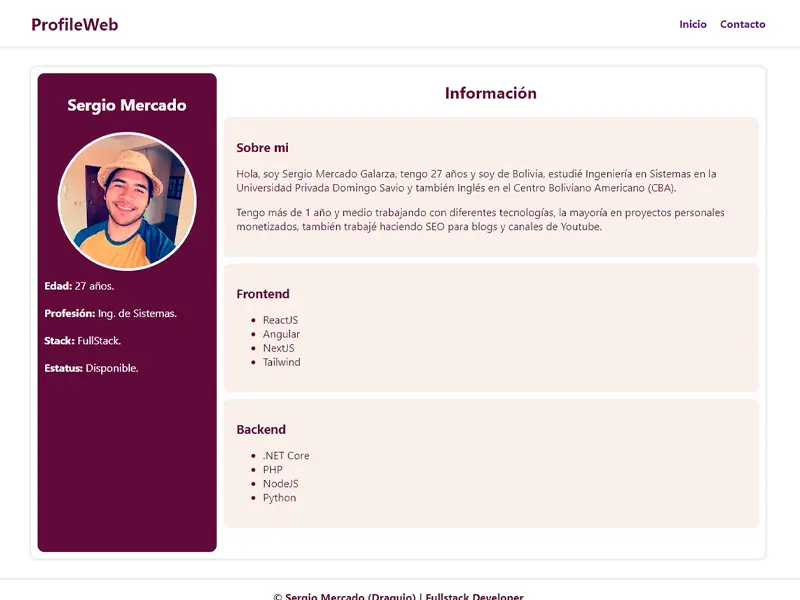 ProfileWeb
Inicio Contacto
Sergio Mercado
Edad: 27 años.
Profesión: Ing. de Sistemas.
Stack: FullStack.
Estatus: Disponible.
Información
Sobre mi
Hola, soy Sergio Mercado Galarza, tengo 27 años y soy de Bolivia, estudié Ingeniería en Sistemas en la
Universidad Privada Domingo Savio y también Inglés en el Centro Boliviano Americano (CBA).
Tengo más de 1 año y medio trabajando con diferentes tecnologías, la mayoría en proyectos personales
monetizados, también trabajé haciendo SEO para blogs y canales de Youtube.
Frontend
ReactJS
Angular
NextJS
Tailwind
Backend
.NET Core
PHP
NodeJS
Python
© Sergio Mercado (Draquio) | Fullstack Developer